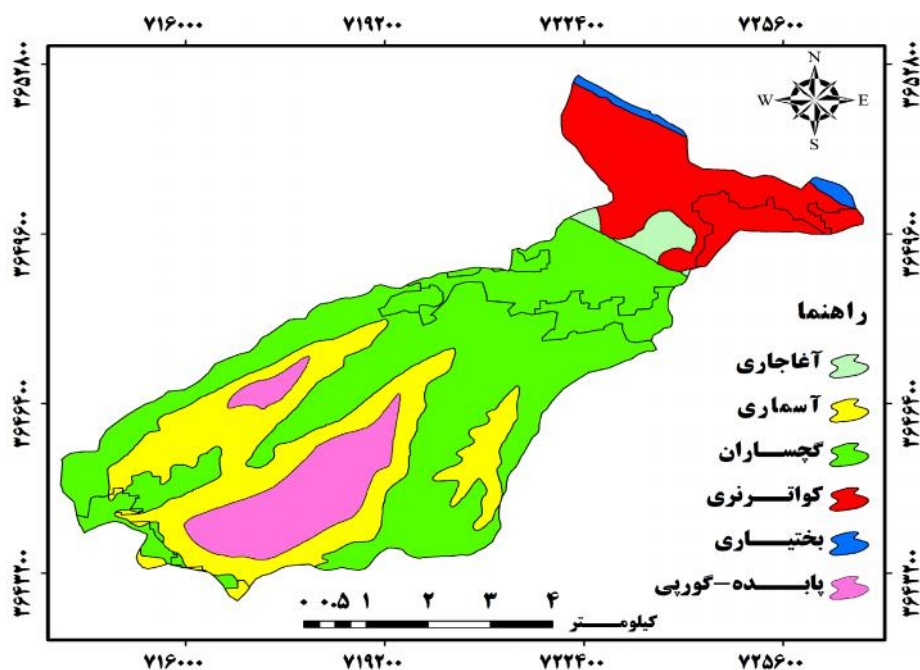 ۷۱۶۰۰۰ ۷۱۹۲۰۰ ۷۲۲۴۰۰ ۷۲۵۶۰۰
۳۶۵۲۸۰۰
۳۶۴۹۶۰۰
۳۶۴۶۴۰۰
۳۶۴۳۲۰۰
N
W E
S
۳۶۵۲۸۰۰
۳۶۴۹۶۰۰
۳۶۴۶۴۰۰
۳۶۴۳۲۰۰
راهنما
آغاجاری
آسماری
گچساران
کواترنری
بختیاری
پابده-گورپی
۰ ۰.۵ ۱ ۲ ۳ ۴
کیلومتر
۷۱۶۰۰۰ ۷۱۹۲۰۰ ۷۲۲۴۰۰ ۷۲۵۶۰۰